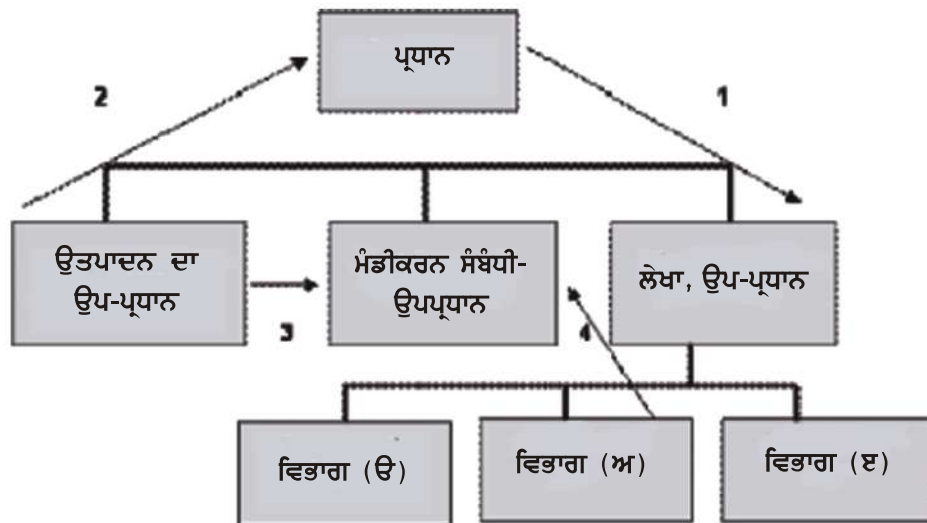 ਪ੍ਰਧਾਨ
2
1
ਉਤਪਾਦਨ ਦਾ
ਉਪ-ਪ੍ਰਧਾਨ
ਮੰਡੀਕਰਨ ਸੰਬੰਧੀ-
ਉਪਪ੍ਰਧਾਨ
ਲੇਖਾ, ਉਪ-ਪ੍ਰਧਾਨ
3
4
ਵਿਭਾਗ (ੳ)
ਵਿਭਾਗ (ਅ)
ਵਿਭਾਗ (ੲ)